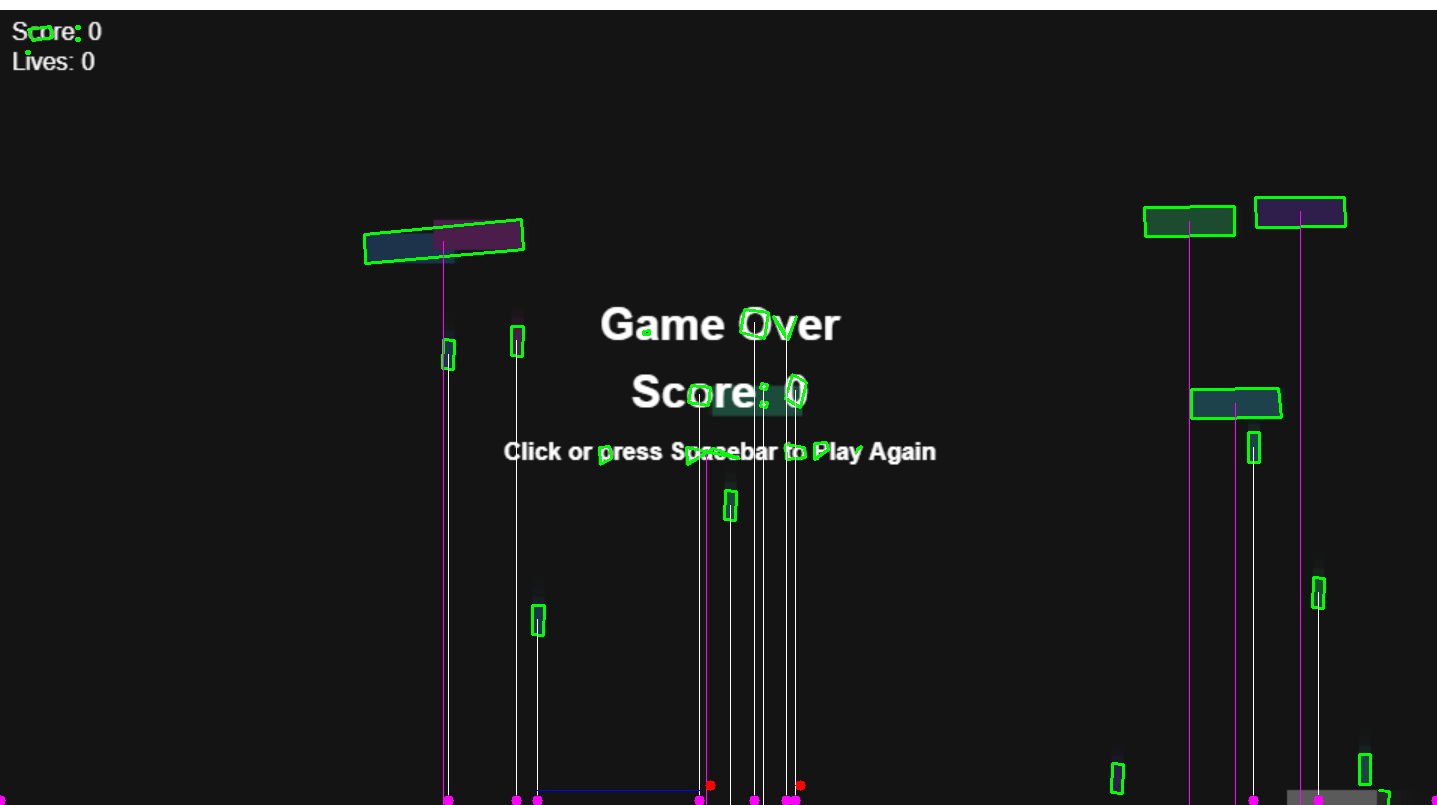 Score: 0
Lives: 0
Game Over
Score: 0
Click or press Spacebar to Play Again